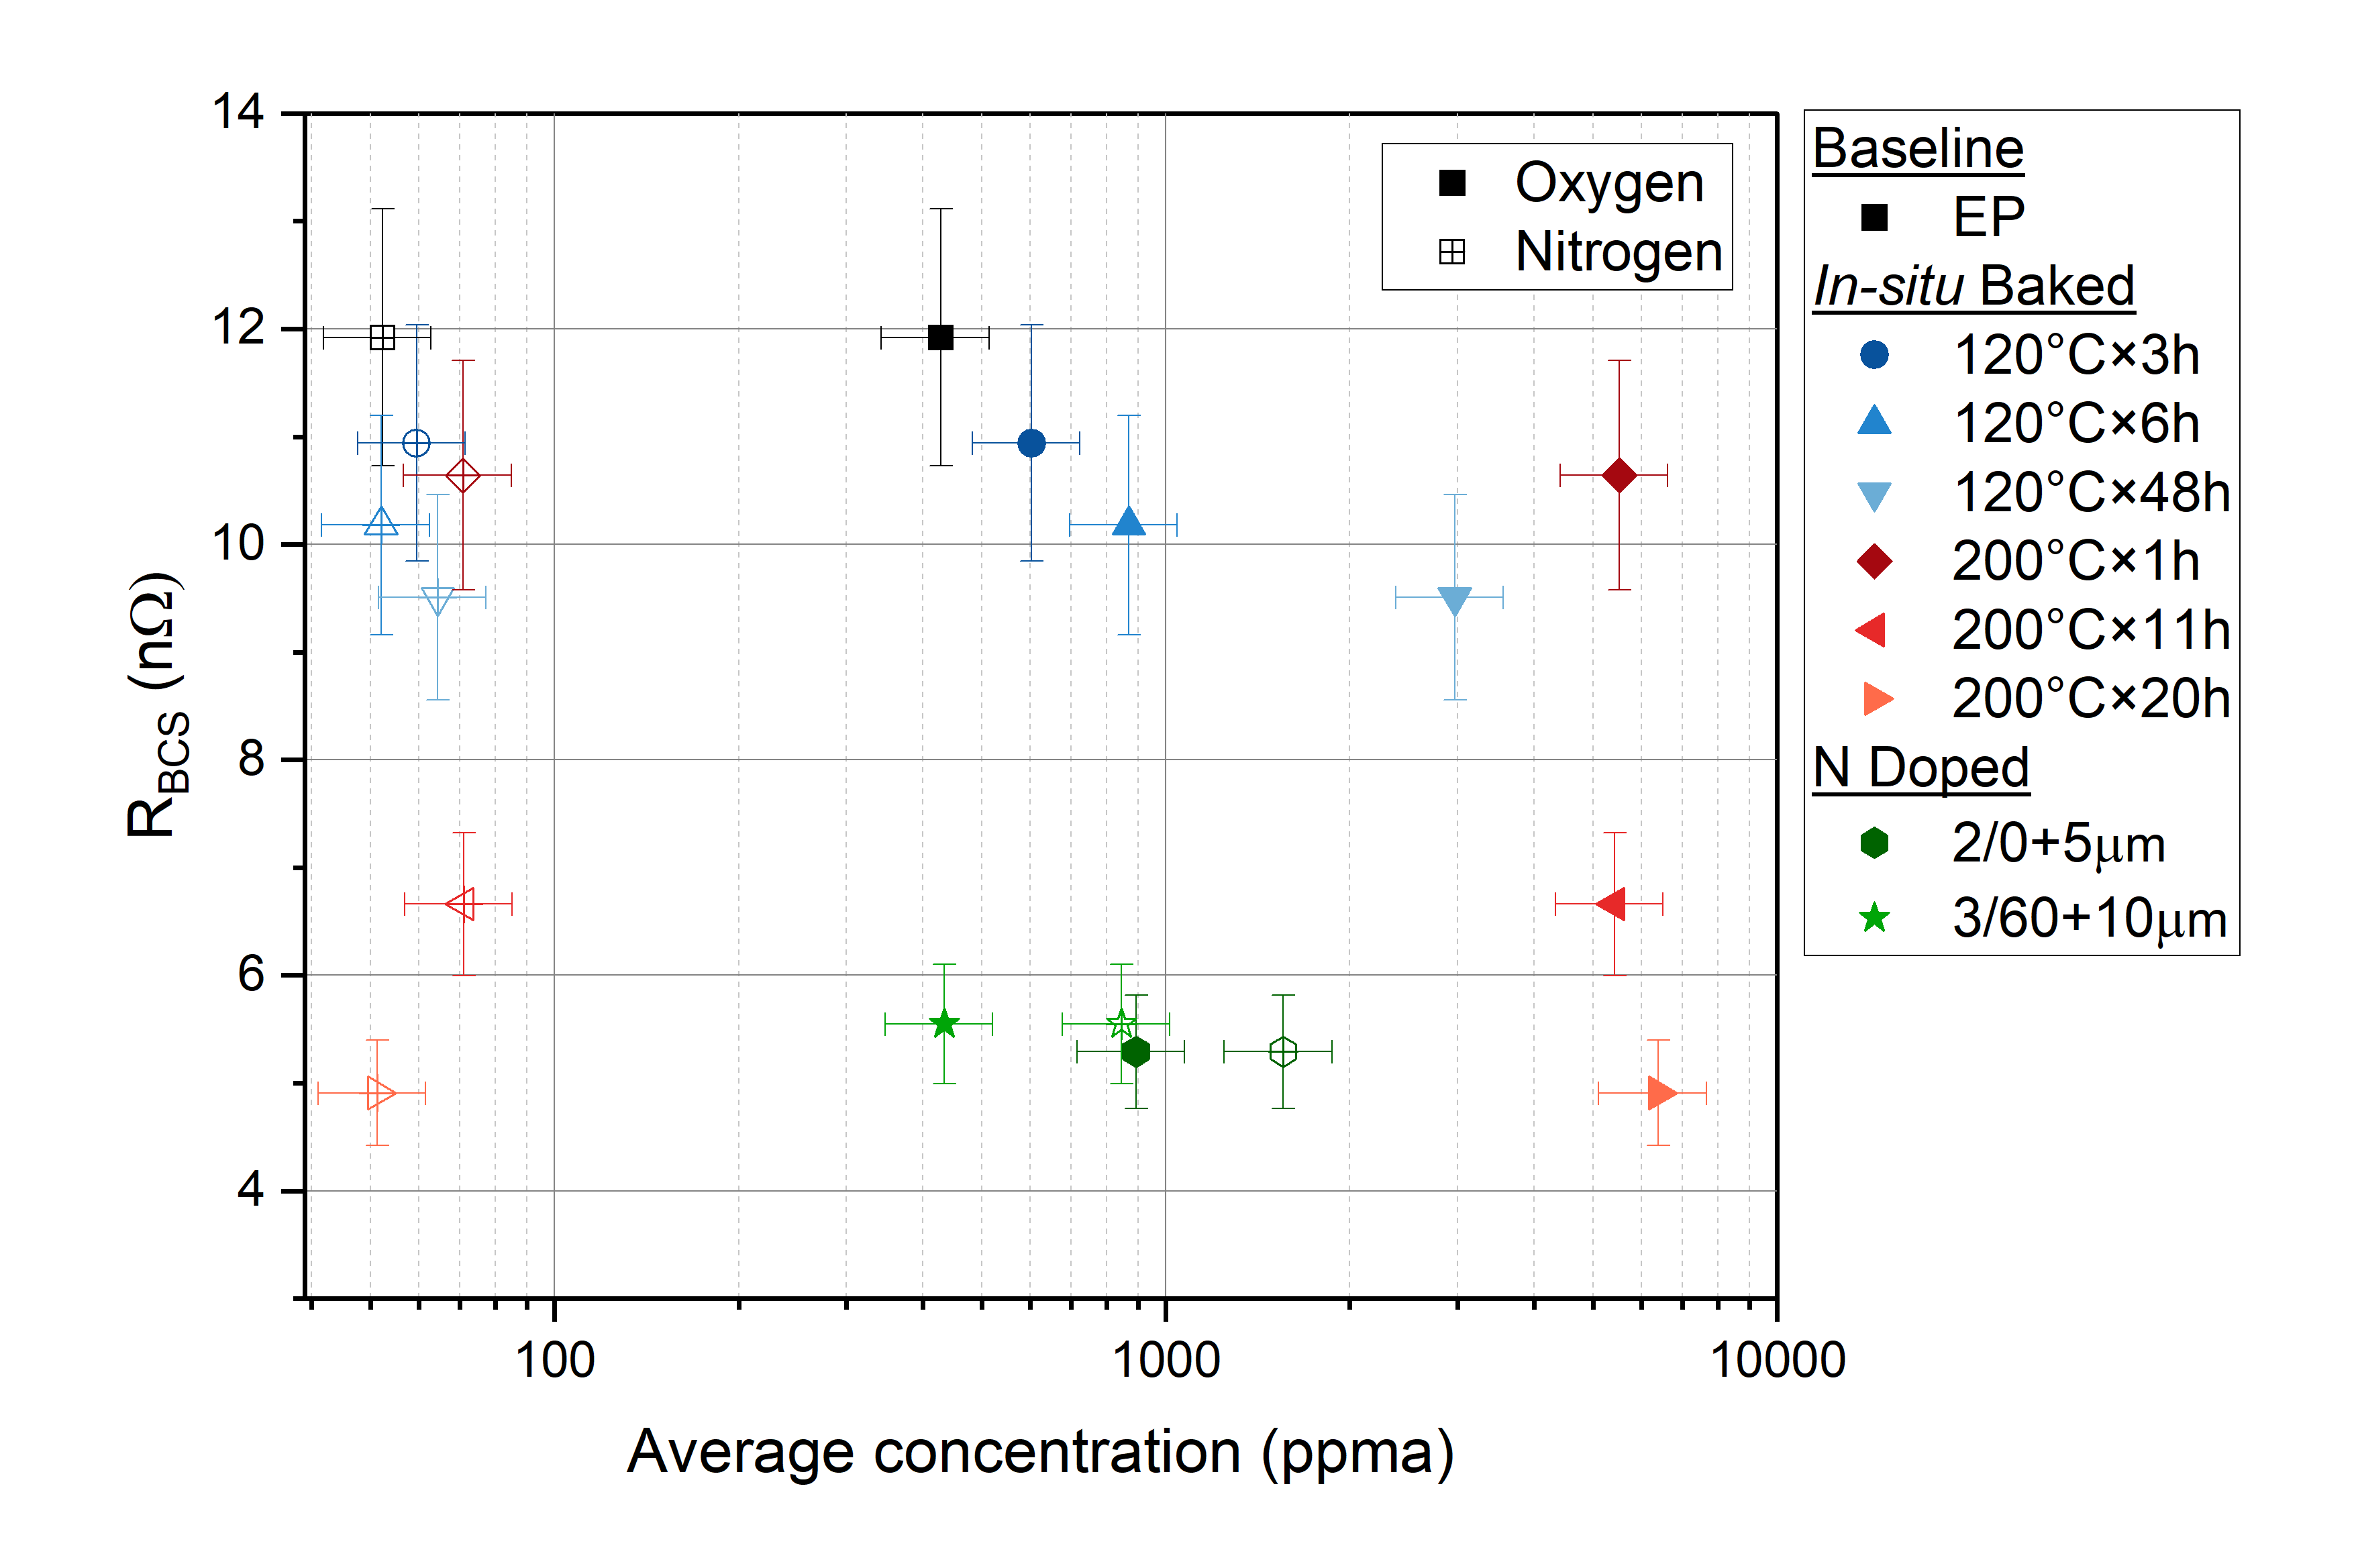 14
12
10
8
6
4
R_BCS (nΩ)
100
1000
10000
Average concentration (ppma)
Oxygen
Nitrogen
Baseline
EP
In-situ Baked
120°C×3h
120°C×6h
120°C×48h
200°C×1h
200°C×11h
200°C×20h
N Doped
2/0+5μm
3/60+10μm